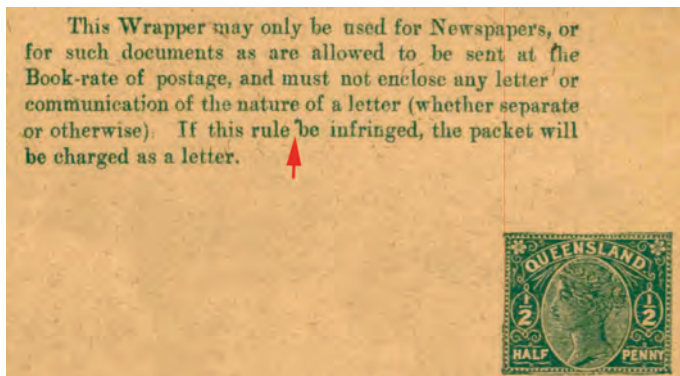 This Wrapper may only be used for Newspapers, or
for such documents as are allowed to be sent at the
Book-rate of postage, and must not enclose any letter or
communication of the nature of a letter (whether separate
or otherwise). If this rule be infringed, the packet will
be charged as a letter.
QUEENSLAND
1/2 1/2
HALF PENNY